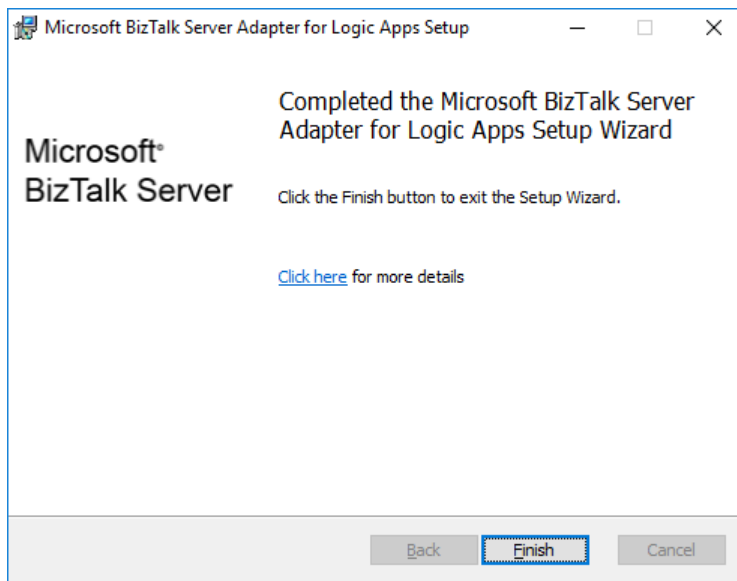 Microsoft BizTalk Server Adapter for Logic Apps Setup
Completed the Microsoft BizTalk Server
Adapter for Logic Apps Setup Wizard
Microsoft®
BizTalk Server
Click the Finish button to exit the Setup Wizard.
Click here for more details
Back
Finish
Cancel